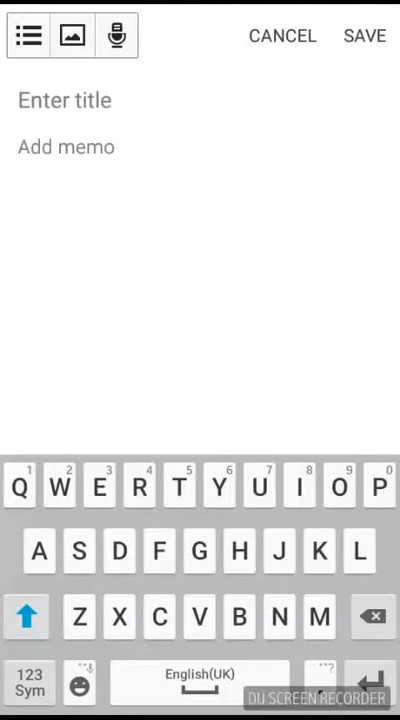 CANCEL SAVE
Enter title
Add memo
1 2 3 4 5 6 7 8 9 0
Q W E R T Y U I O P
A S D F G H J K L
Z X C V B N M
123 English(UK) ?
Sym
DU SCREEN RECORDER